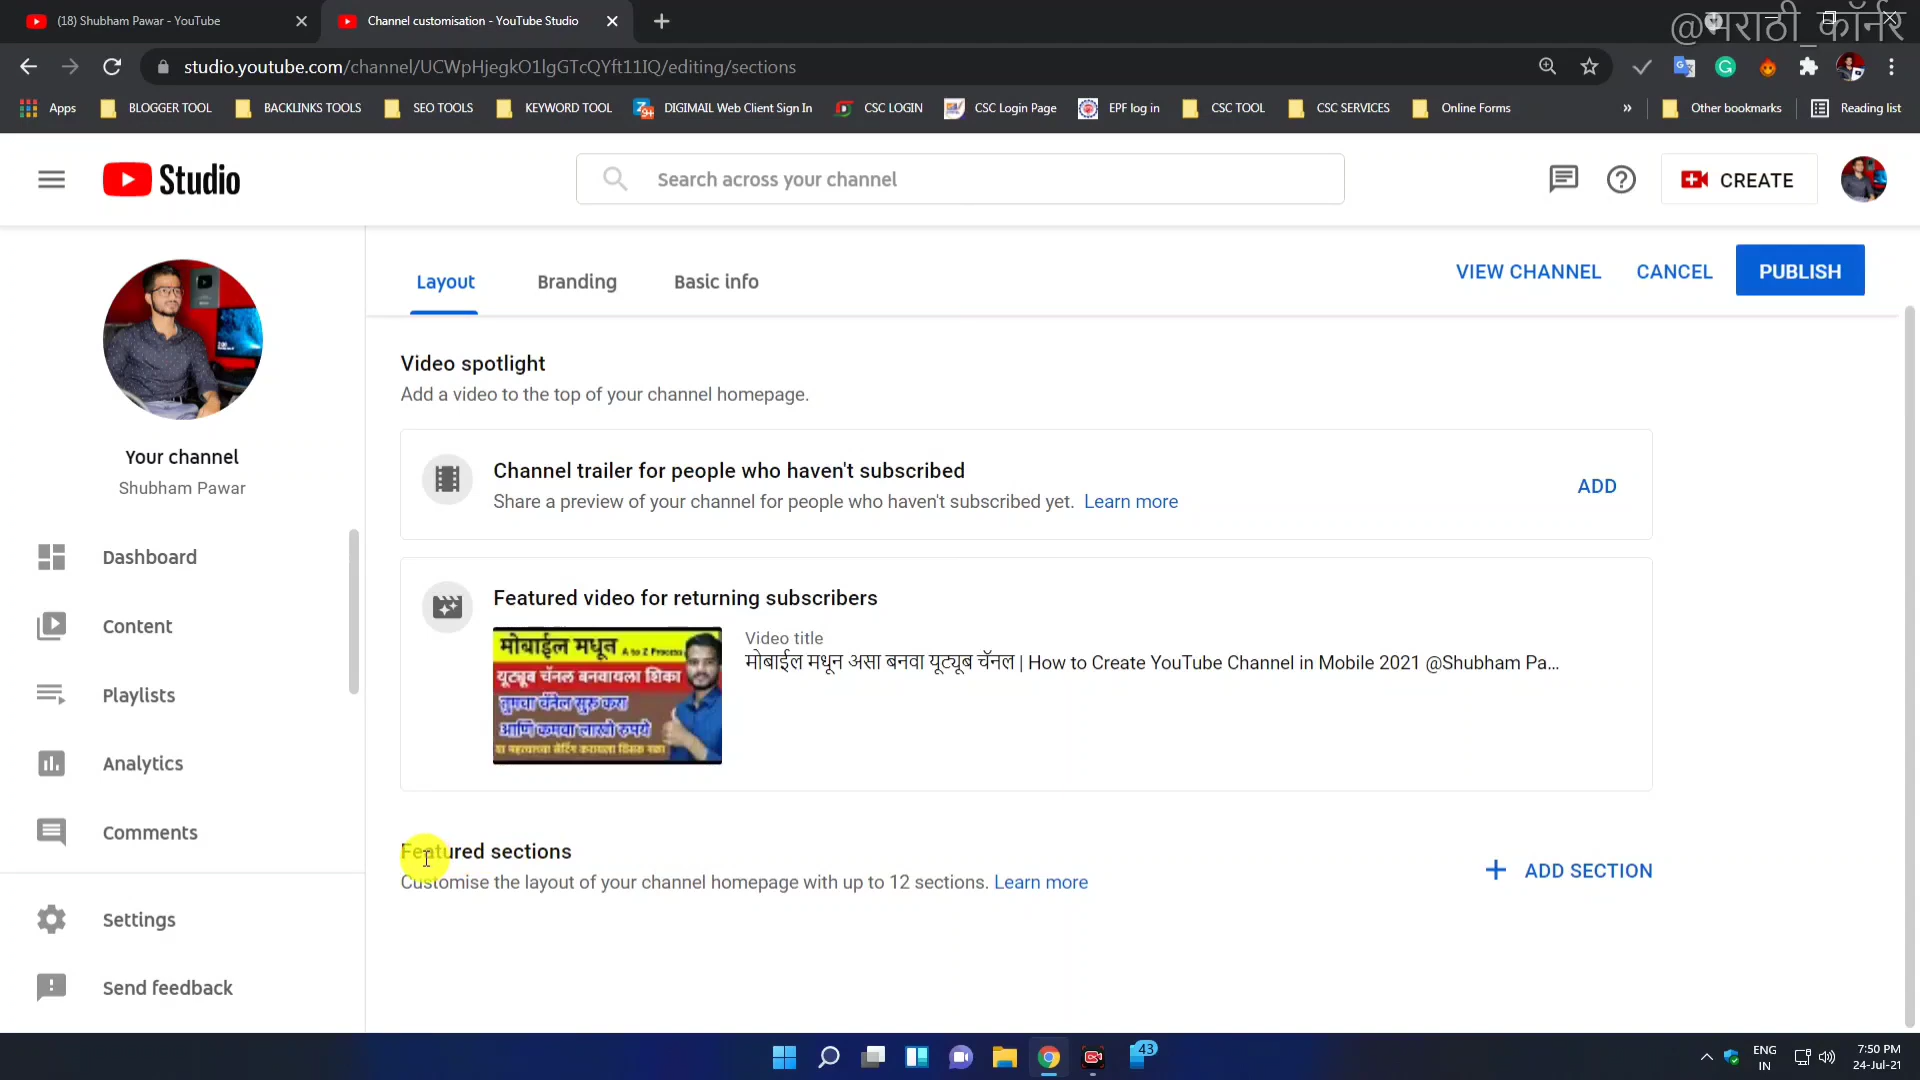 (18) Shubham Pawar - YouTube
Channel customisation - YouTube Studio
@मराठी_कॉर्नर
studio.youtube.com/channel/UCWpHjegkO1lgGTcQYft11IQ/editing/sections
Apps
BLOGGER TOOL
BACKLINKS TOOLS
SEO TOOLS
KEYWORD TOOL
DIGIMAIL Web Client Sign In
CSC LOGIN
CSC Login Page
EPF log in
CSC TOOL
CSC SERVICES
Online Forms
»
Other bookmarks
Reading list
Studio
Search across your channel
CREATE
Your channel
Shubham Pawar
Dashboard
Content
Playlists
Analytics
Comments
Settings
Send feedback
Layout
Branding
Basic info
VIEW CHANNEL
CANCEL
PUBLISH
Video spotlight
Add a video to the top of your channel homepage.
Channel trailer for people who haven't subscribed
Share a preview of your channel for people who haven't subscribed yet. Learn more
ADD
Featured video for returning subscribers
मोबाईल मधून A to Z Process
यूट्यूब चॅनल बनवायला शिका
तुमचा चॅनेल सुरु करा
आणि कमवा लाखो रुपये
Video title
मोबाईल मधून असा बनवा यूट्यूब चॅनल | How to Create YouTube Channel in Mobile 2021 @Shubham Pa...
Featured sections
Customise the layout of your channel homepage with up to 12 sections. Learn more
+ ADD SECTION
43
ENG
IN
7:50 PM
24-Jul-21